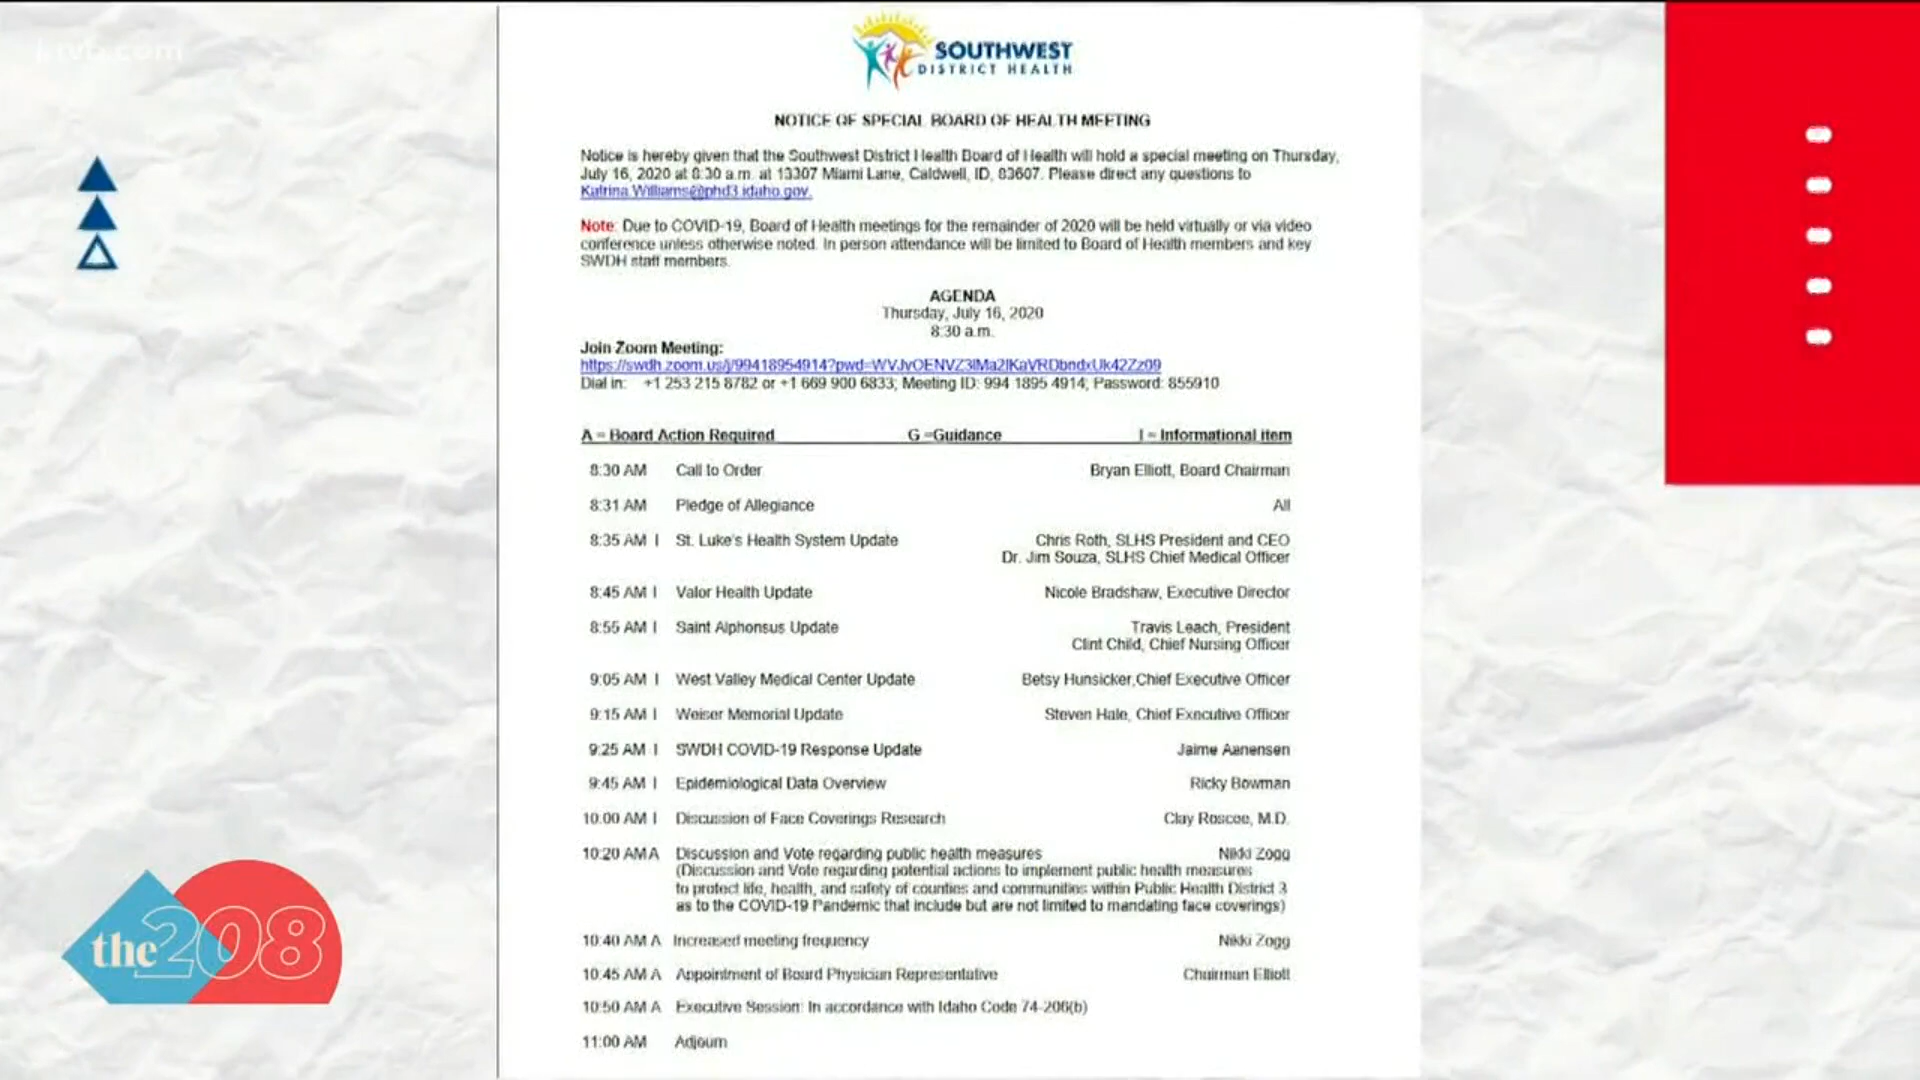 ktvb.com
SOUTHWEST
DISTRICT HEALTH
NOTICE OF SPECIAL BOARD OF HEALTH MEETING
Notice is hereby given that the Southwest District Health Board of Health will hold a special meeting on Thursday,
July 16, 2020 at 8:30 a.m. at 13307 Miami Lane, Caldwell, ID, 83607. Please direct any questions to
Katrina.Williams@phd3.idaho.gov.
Note: Due to COVID-19, Board of Health meetings for the remainder of 2020 will be held virtually or via video
conference unless otherwise noted. In person attendance will be limited to Board of Health members and key
SWDH staff members.
AGENDA
Thursday, July 16, 2020
8:30 a.m.
Join Zoom Meeting:
Dial in: +1 253 215 8782 or +1 669 900 6833; Meeting ID: 994 1895 4914; Password: 855910
A = Board Action Required G =Guidance I = Informational item
8:30 AM Call to Order Bryan Elliott, Board Chairman
8:31 AM Pledge of Allegiance All
8:35 AM I St. Luke's Health System Update Chris Roth, SLHS President and CEO
Dr. Jim Souza, SLHS Chief Medical Officer
8:45 AM I Valor Health Update Nicole Bradshaw, Executive Director
8:55 AM I Saint Alphonsus Update Travis Leach, President
Clint Child, Chief Nursing Officer
9:05 AM I West Valley Medical Center Update Betsy Hunsicker,Chief Executive Officer
9:15 AM I Weiser Memorial Update Steven Hale, Chief Executive Officer
9:25 AM I SWDH COVID-19 Response Update Jaime Aanensen
9:45 AM I Epidemiological Data Overview Ricky Bowman
10:00 AM I Discussion of Face Coverings Research Clay Roscoe, M.D.
10:20 AM A Discussion and Vote regarding public health measures Nikki Zogg
(Discussion and Vote regarding potential actions to implement public health measures
to protect life, health, and safety of counties and communities within Public Health District 3
as to the COVID-19 Pandemic that include but are not limited to mandating face coverings)
10:40 AM A Increased meeting frequency Nikki Zogg
10:45 AM A Appointment of Board Physician Representative Chairman Elliott
10:50 AM A Executive Session: In accordance with Idaho Code 74-206(b)
11:00 AM Adjourn
the 208